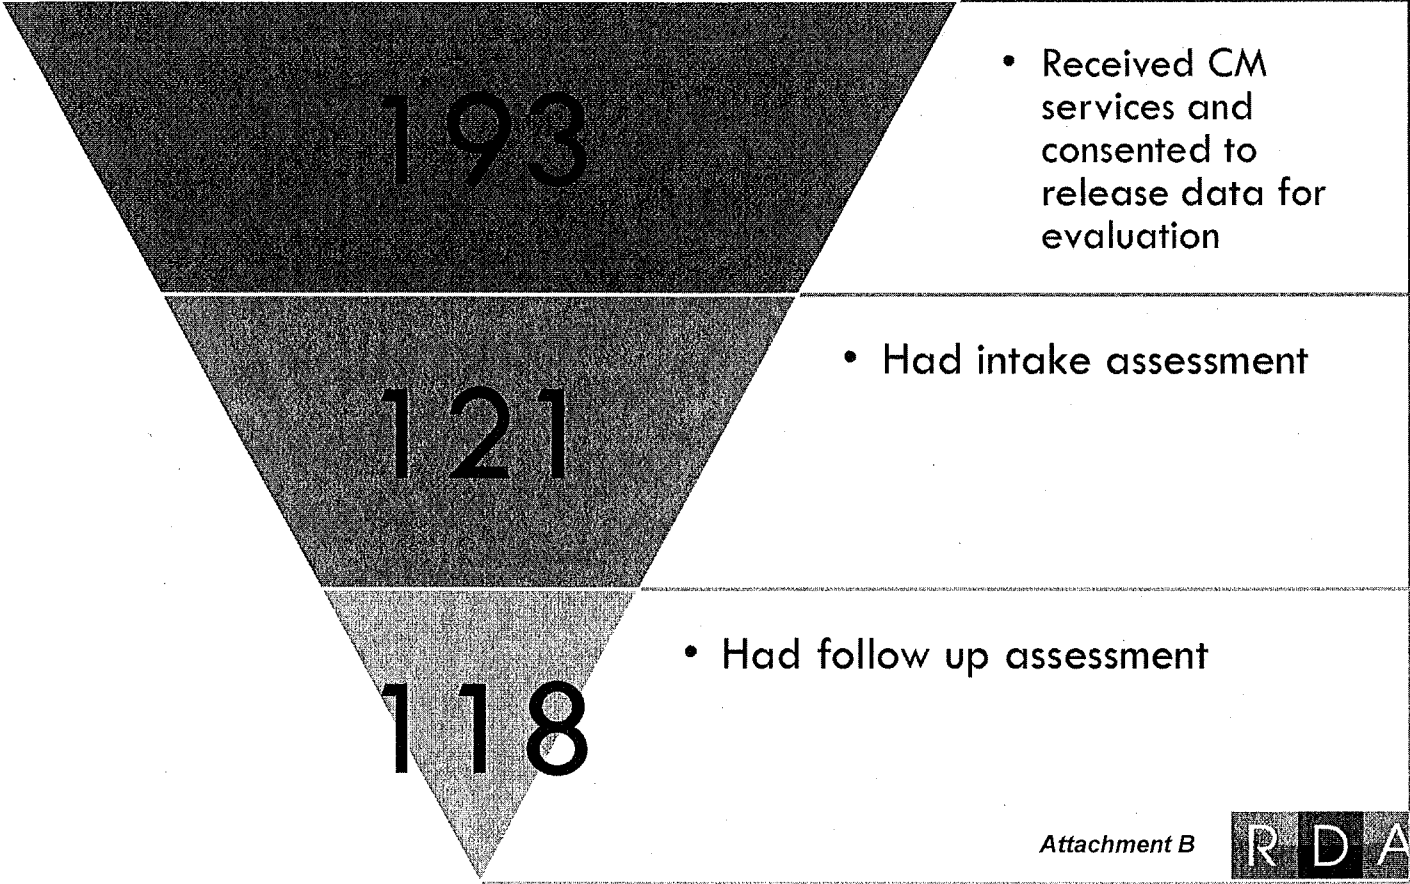 193
• Received CM
services and
consented to
release data for
evaluation
121
• Had intake assessment
118
• Had follow up assessment
Attachment B
R D A